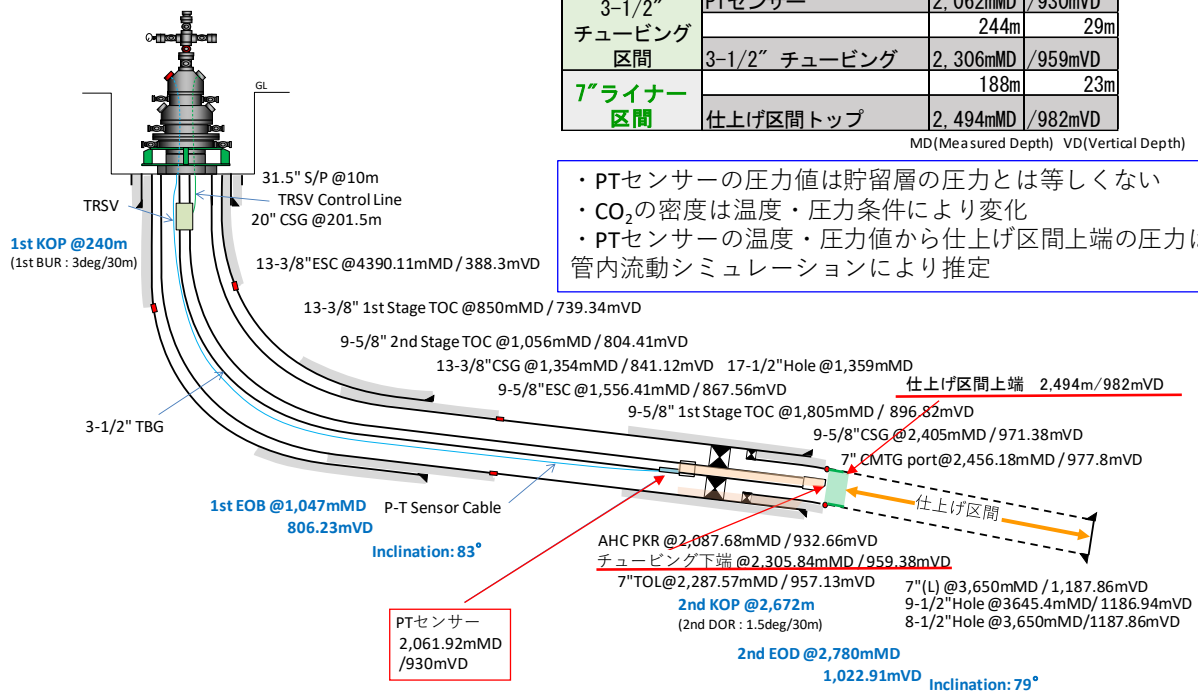 3-1/2"
チュービング
区間
PTセンサー 2,062mMD /930mVD
244m 29m
3-1/2" チュービング 2,306mMD /959mVD
7"ライナー
区間
188m 23m
仕上げ区間トップ 2,494mMD /982mVD
MD(Measured Depth) VD(Vertical Depth)
・PTセンサーの圧力値は貯留層の圧力とは等しくない
・CO₂の密度は温度・圧力条件により変化
・PTセンサーの温度・圧力値から仕上げ区間上端の圧力は
管内流動シミュレーションにより推定
GL
31.5" S/P @10m
TRSV
TRSV Control Line
20" CSG @201.5m
1st KOP @240m
(1st BUR : 3deg/30m)
13-3/8"ESC @4390.11mMD / 388.3mVD
13-3/8" 1st Stage TOC @850mMD / 739.34mVD
9-5/8" 2nd Stage TOC @1,056mMD / 804.41mVD
13-3/8"CSG @1,354mMD / 841.12mVD 17-1/2"Hole @1,359mMD
9-5/8"ESC @1,556.41mMD / 867.56mVD
仕上げ区間上端 2,494m/982mVD
9-5/8" 1st Stage TOC @1,805mMD / 896.82mVD
3-1/2" TBG
9-5/8"CSG @2,405mMD / 971.38mVD
7" CMTG port@2,456.18mMD / 977.8mVD
1st EOB @1,047mMD
806.23mVD
P-T Sensor Cable
仕上げ区間
Inclination: 83°
AHC PKR @2,087.68mMD / 932.66mVD
チュービング下端 @2,305.84mMD /959.38mVD
7"TOL@2,287.57mMD / 957.13mVD
7"(L) @3,650mMD / 1,187.86mVD
9-1/2"Hole @3645.4mMD/ 1186.94mVD
8-1/2"Hole @3,650mMD/1187.86mVD
2nd KOP @2,672m
(2nd DOR : 1.5deg/30m)
PTセンサー
2,061.92mMD
/930mVD
2nd EOD @2,780mMD
1,022.91mVD
Inclination: 79°